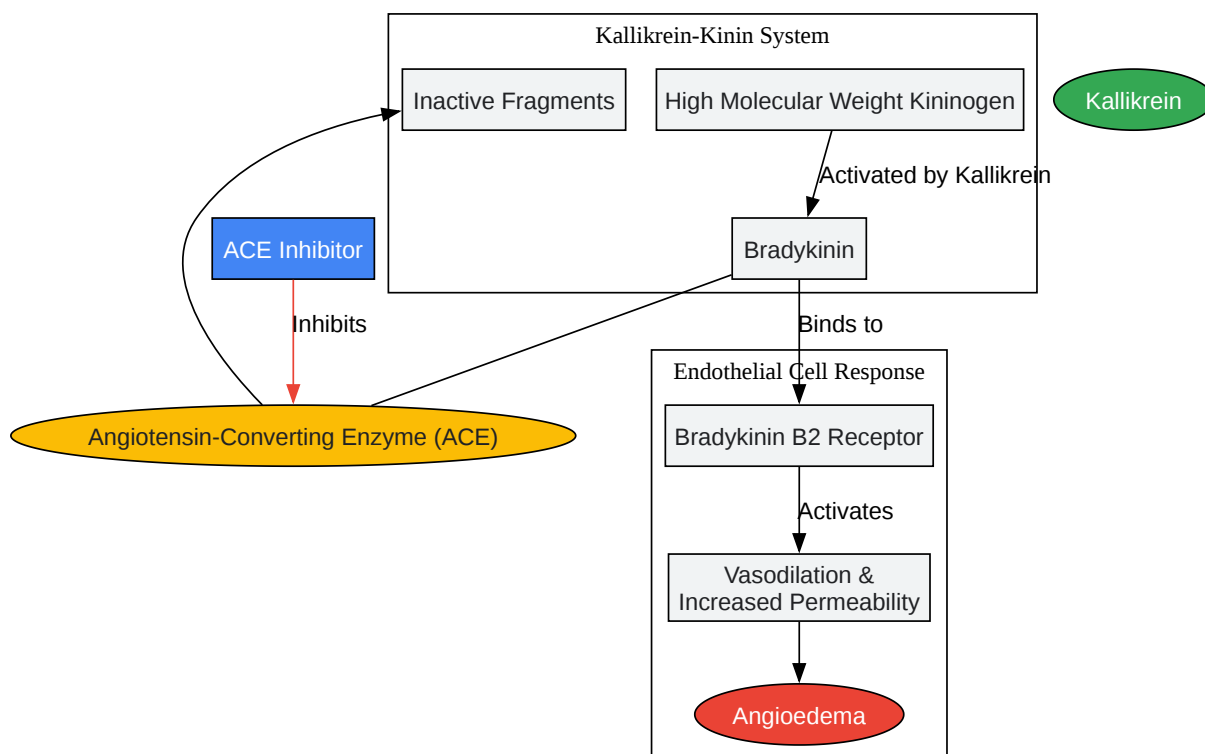 Kallikrein-Kinin System
Inactive Fragments
High Molecular Weight Kininogen
Kallikrein
Activated by Kallikrein
ACE Inhibitor
Bradykinin
Inhibits
Binds to
Endothelial Cell Response
Angiotensin-Converting Enzyme (ACE)
Bradykinin B2 Receptor
Activates
Vasodilation &
Increased Permeability
Angioedema